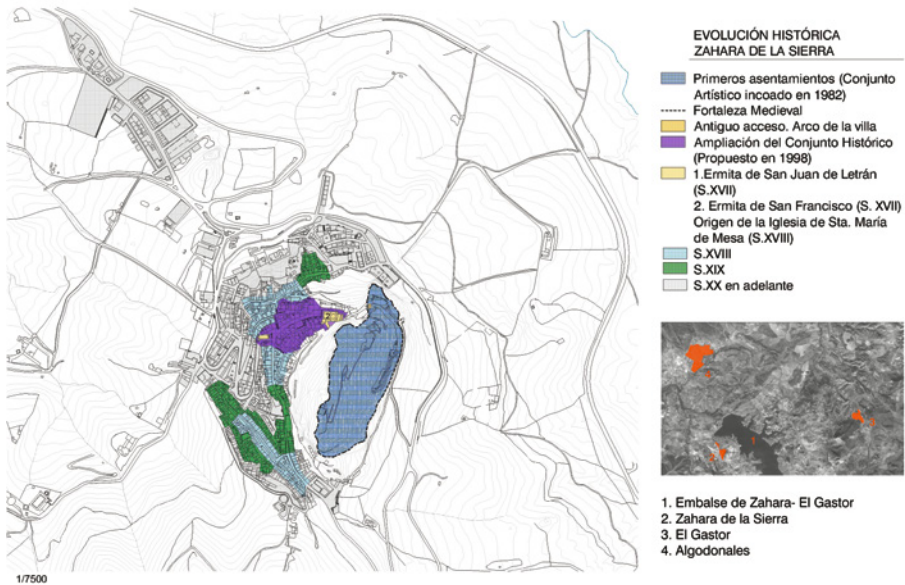 EVOLUCIÓN HISTÓRICA
ZAHARA DE LA SIERRA
Primeros asentamientos (Conjunto
Artístico incoado en 1982)
Fortaleza Medieval
Antiguo acceso. Arco de la villa
Ampliación del Conjunto Histórico
(Propuesto en 1998)
1.Ermita de San Juan de Letrán
(S.XVII)
2. Ermita de San Francisco (S. XVII)
Origen de la Iglesia de Sta. María
de Mesa (S.XVIII)
S.XVIII
S.XIX
S.XX en adelante
1. Embalse de Zahara- El Gastor
2. Zahara de la Sierra
3. El Gastor
4. Algodonales
1/7500